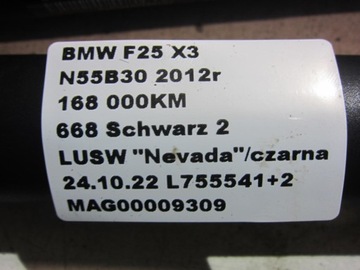 BMW F25 X3
N55B30 2012r
168 000KM
668 Schwarz 2
LUSW "Nevada"/czarna
24.10.22 L755541+2
MAG00009309